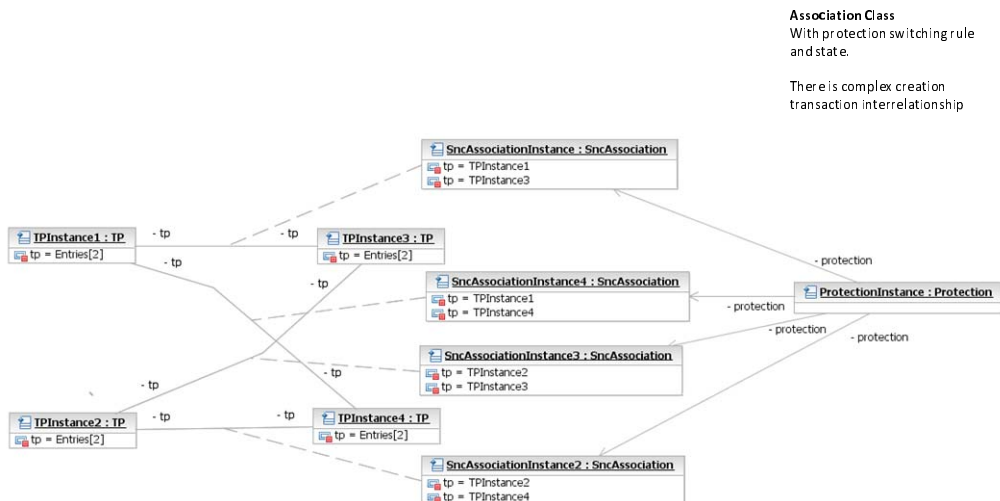 Association Class
With protection switching rule
and state.
There is complex creation
transaction interrelationship
SncAssociationInstance : SncAssociation
tp = TPInstance1
tp = TPInstance3
TPInstance1 : TP
tp = Entries[2]
- tp
- tp
- tp
TPInstance3 : TP
tp = Entries[2]
- tp
- protection
SncAssociationInstance4 : SncAssociation
tp = TPInstance1
tp = TPInstance4
ProtectionInstance : Protection
- protection
- protection
- protection
SncAssociationInstance3 : SncAssociation
tp = TPInstance2
tp = TPInstance3
- tp
- tp
TPInstance2 : TP
tp = Entries[2]
- tp
- tp
TPInstance4 : TP
tp = Entries[2]
SncAssociationInstance2 : SncAssociation
tp = TPInstance2
tp = TPInstance4